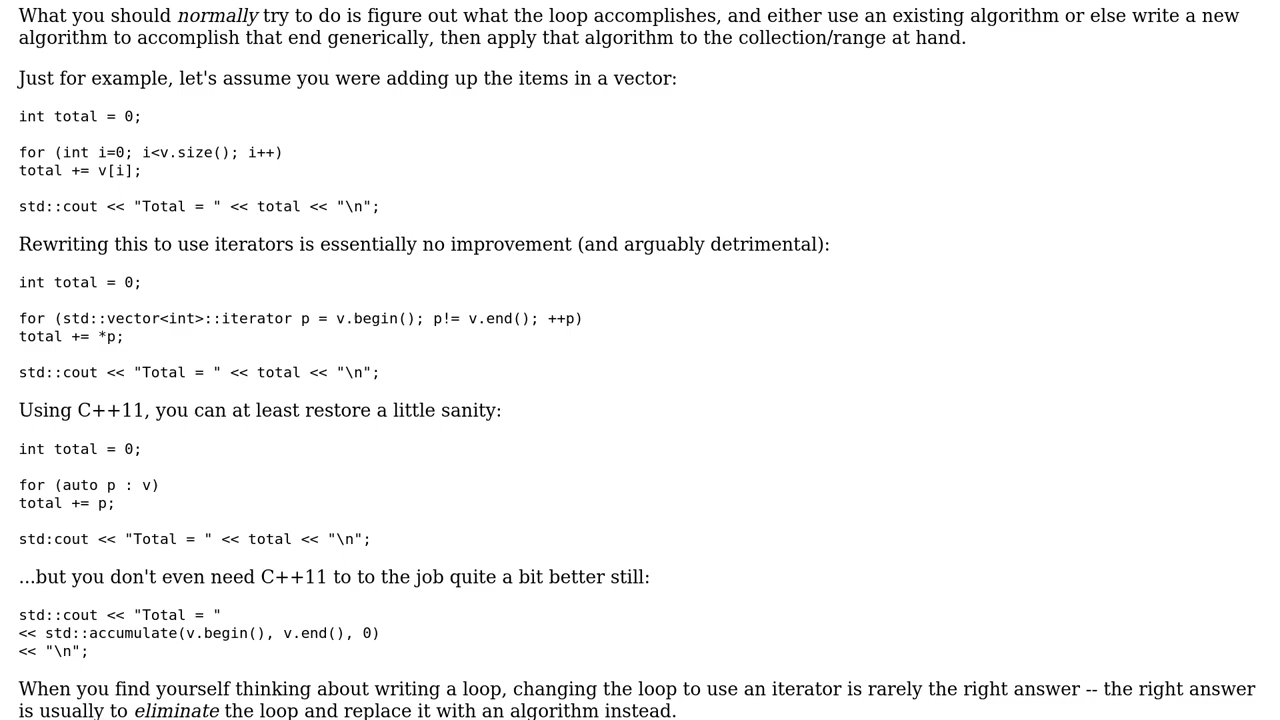 What you should normally try to do is figure out what the loop accomplishes, and either use an existing algorithm or else write a new
algorithm to accomplish that end generically, then apply that algorithm to the collection/range at hand.
Just for example, let's assume you were adding up the items in a vector:
int total = 0;
for (int i=0; i<v.size(); i++)
total += v[i];
std::cout << "Total = " << total << "\n";
Rewriting this to use iterators is essentially no improvement (and arguably detrimental):
int total = 0;
for (std::vector<int>::iterator p = v.begin(); p!= v.end(); ++p)
total += *p;
std::cout << "Total = " << total << "\n";
Using C++11, you can at least restore a little sanity:
int total = 0;
for (auto p : v)
total += p;
std:cout << "Total = " << total << "\n";
...but you don't even need C++11 to to the job quite a bit better still:
std::cout << "Total = "
<< std::accumulate(v.begin(), v.end(), 0)
<< "\n";
When you find yourself thinking about writing a loop, changing the loop to use an iterator is rarely the right answer -- the right answer
is usually to eliminate the loop and replace it with an algorithm instead.